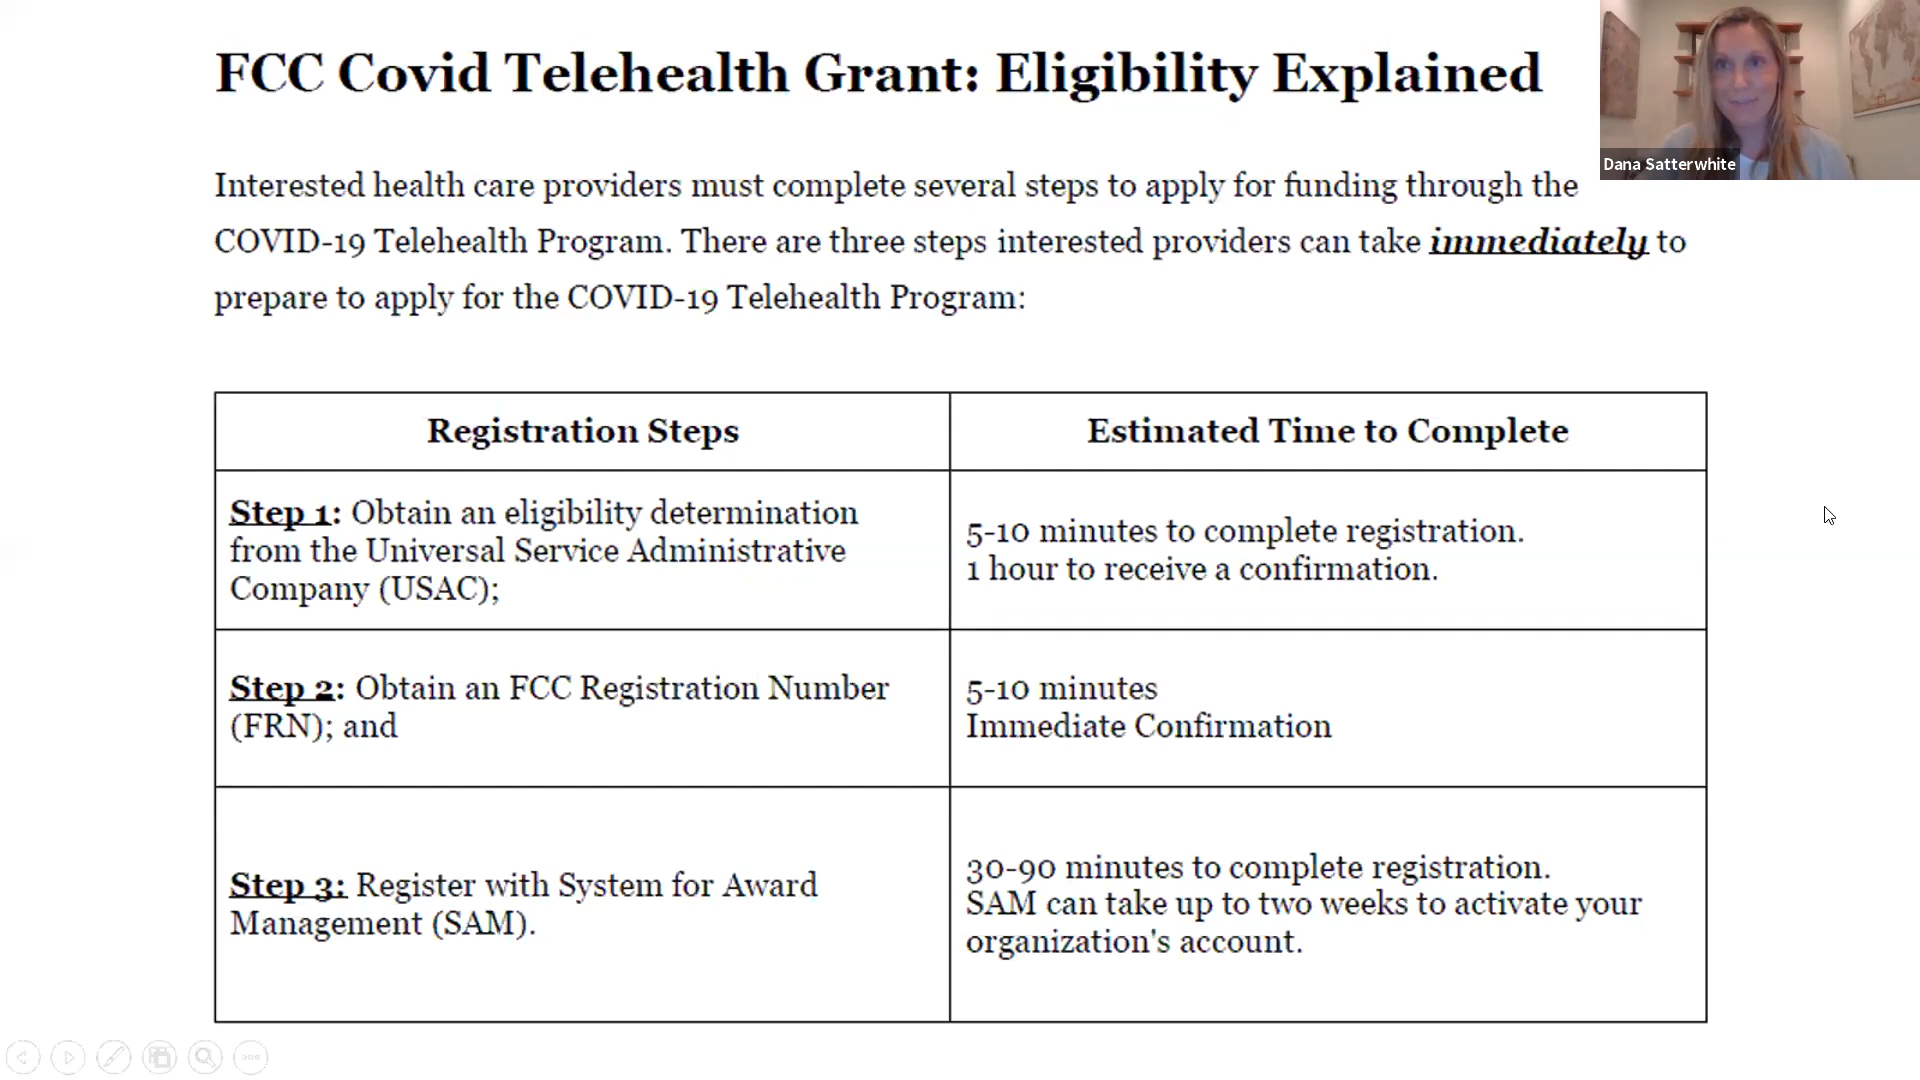 FCC Covid Telehealth Grant: Eligibility Explained
Dana Satterwhite
Interested health care providers must complete several steps to apply for funding through the
COVID-19 Telehealth Program. There are three steps interested providers can take immediately to
prepare to apply for the COVID-19 Telehealth Program:
Registration Steps
Estimated Time to Complete
Step 1: Obtain an eligibility determination
from the Universal Service Administrative
Company (USAC);
5-10 minutes to complete registration.
1 hour to receive a confirmation.
Step 2: Obtain an FCC Registration Number
(FRN); and
5-10 minutes
Immediate Confirmation
Step 3: Register with System for Award
Management (SAM).
30-90 minutes to complete registration.
SAM can take up to two weeks to activate your
organization's account.